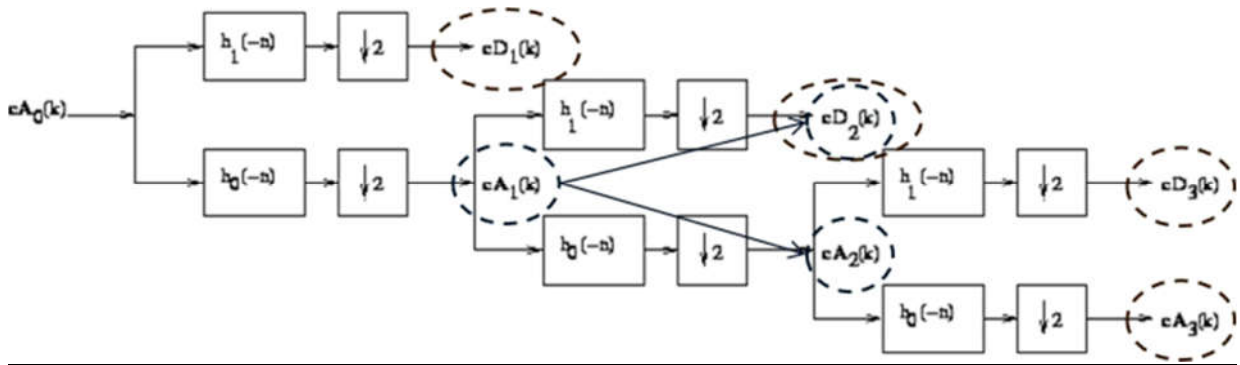 h₁(-n)
↓2
cD₁(k)
cA₀(k)
h₁(-n)
↓2
cD₂(k)
h₀(-n)
↓2
cA₁(k)
h₁(-n)
↓2
cD₃(k)
h₀(-n)
↓2
cA₂(k)
h₀(-n)
↓2
cA₃(k)